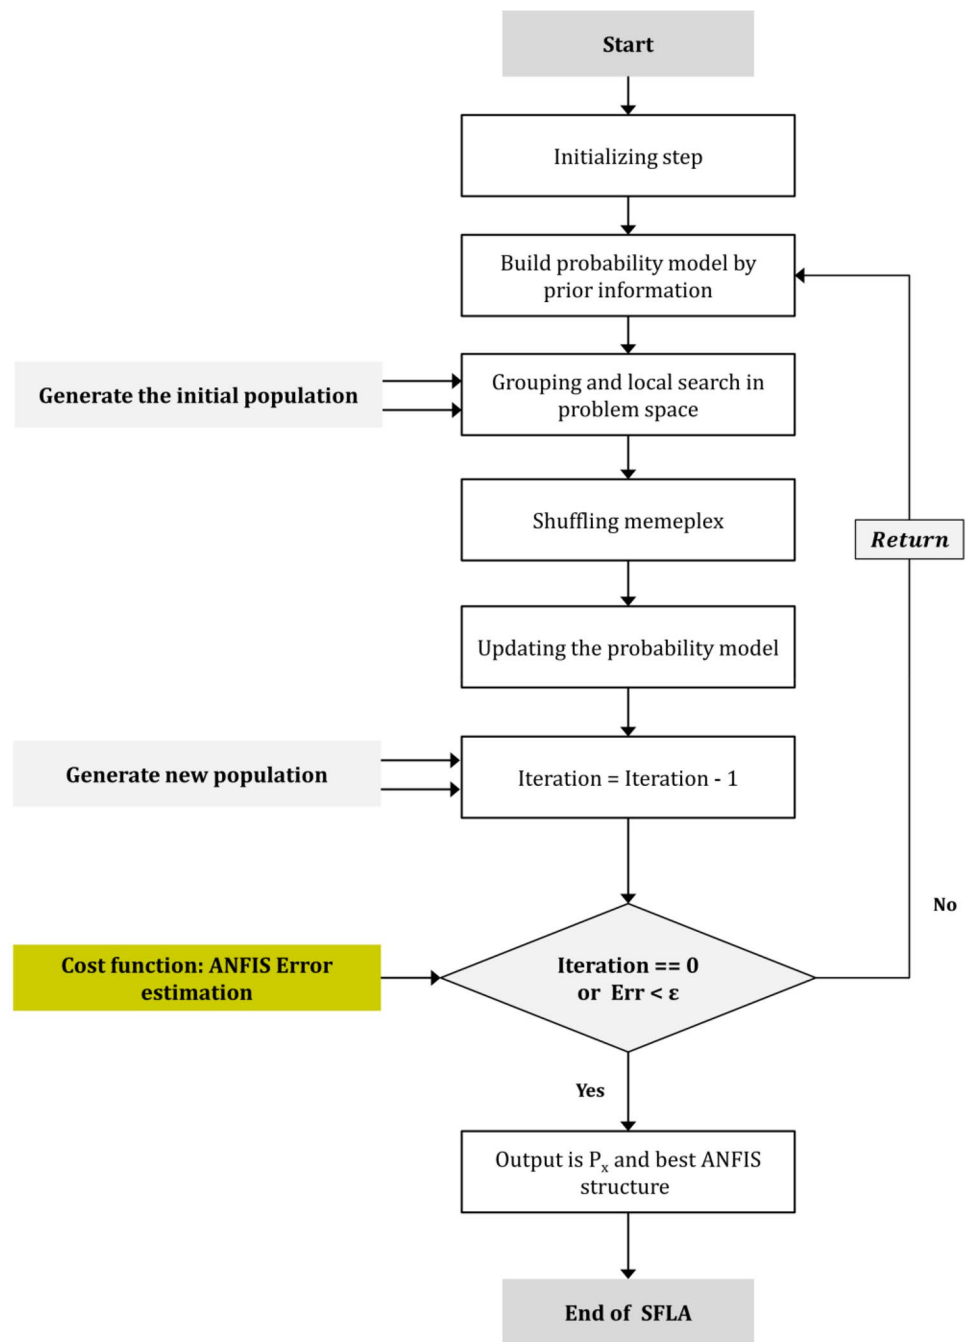 Start
Initializing step
Build probability model by
prior information
Generate the initial population
Grouping and local search in
problem space
Shuffling memeplex
Return
Updating the probability model
Generate new population
Iteration = Iteration - 1
No
Cost function: ANFIS Error
estimation
Iteration == 0
or Err < ε
Yes
Output is Pₓ and best ANFIS
structure
End of SFLA